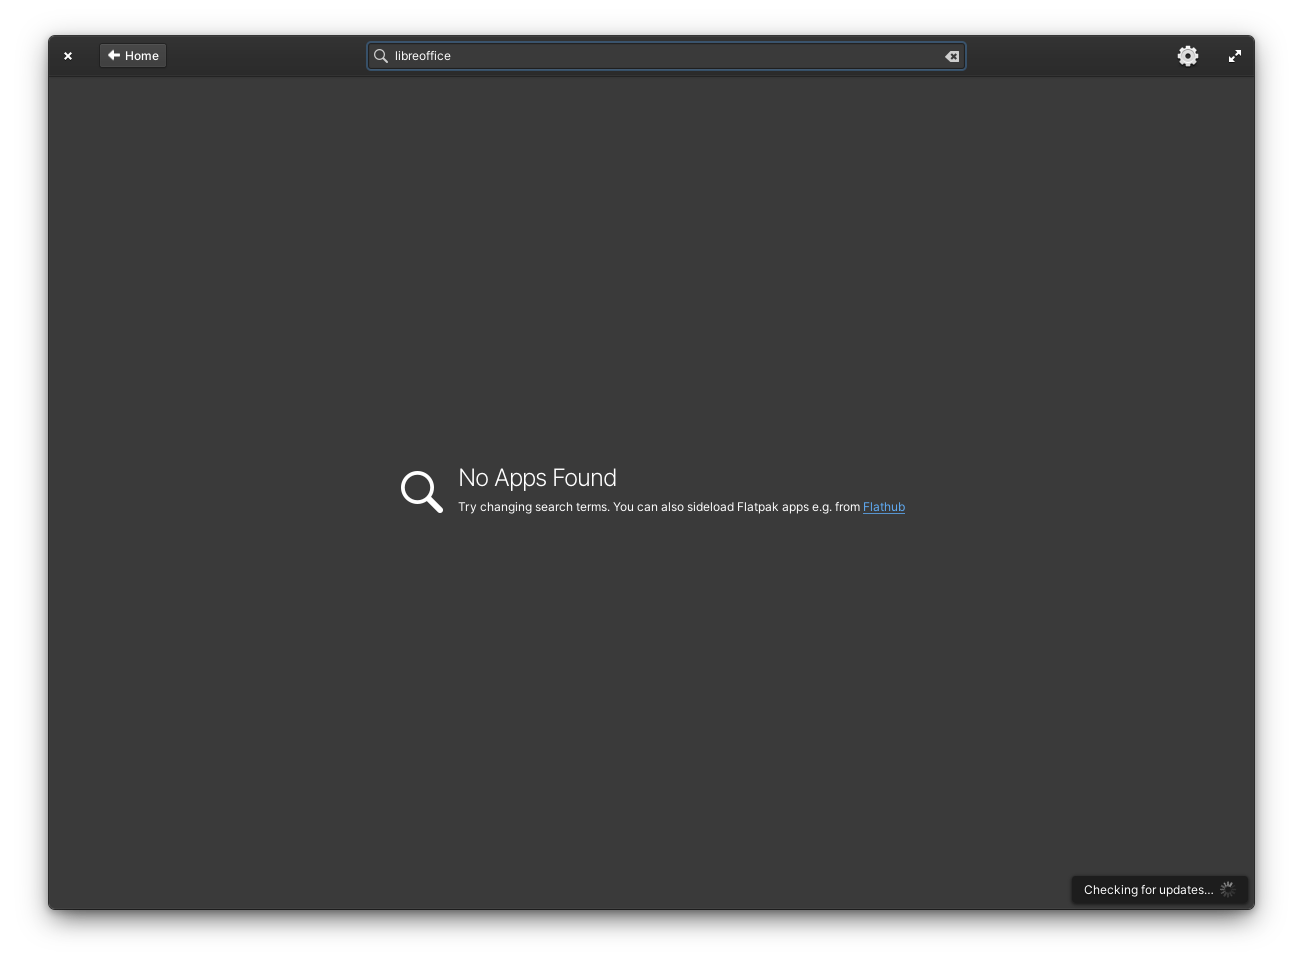 Home
libreoffice
No Apps Found
Try changing search terms. You can also sideload Flatpak apps e.g. from Flathub
Checking for updates...